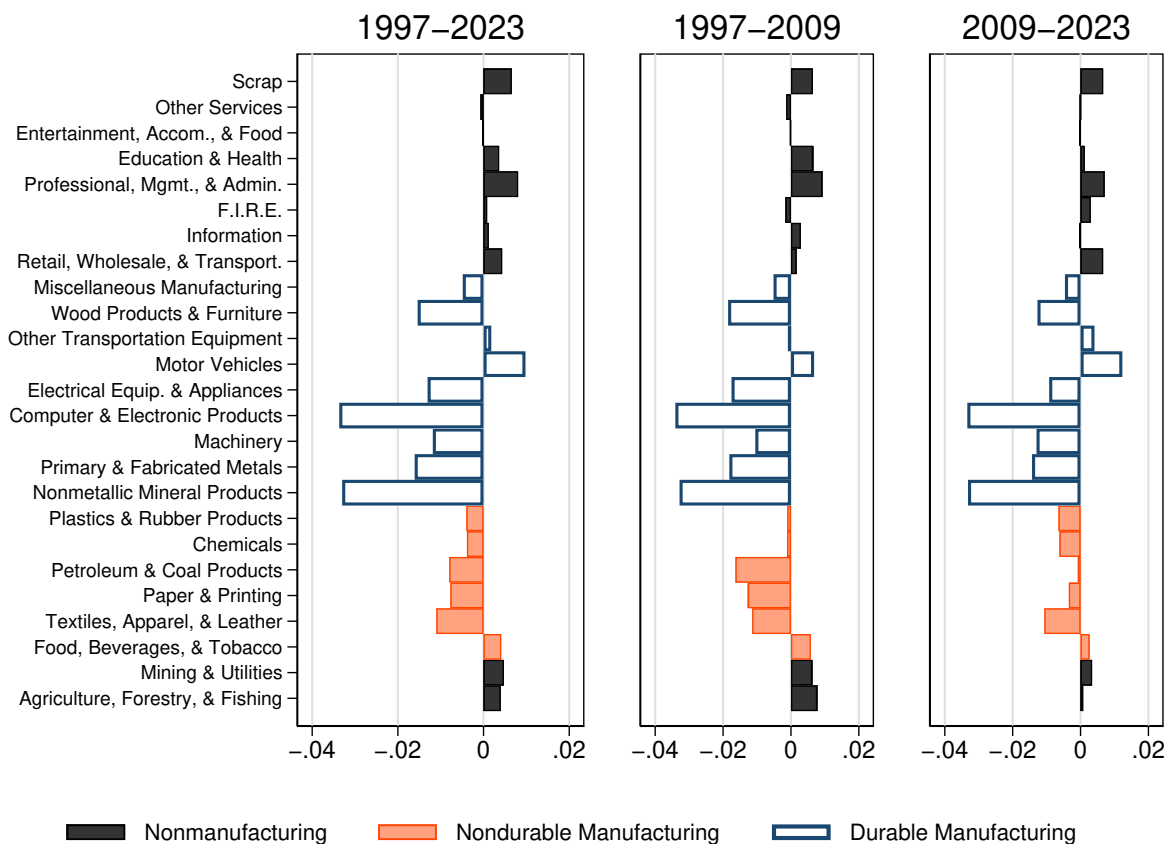 1997−2023 1997−2009 2009−2023
Scrap
Other Services
Entertainment, Accom., & Food
Education & Health
Professional, Mgmt., & Admin.
F.I.R.E.
Information
Retail, Wholesale, & Transport.
Miscellaneous Manufacturing
Wood Products & Furniture
Other Transportation Equipment
Motor Vehicles
Electrical Equip. & Appliances
Computer & Electronic Products
Machinery
Primary & Fabricated Metals
Nonmetallic Mineral Products
Plastics & Rubber Products
Chemicals
Petroleum & Coal Products
Paper & Printing
Textiles, Apparel, & Leather
Food, Beverages, & Tobacco
Mining & Utilities
Agriculture, Forestry, & Fishing
−.04 −.02 0 .02 −.04 −.02 0 .02 −.04 −.02 0 .02
Nonmanufacturing Nondurable Manufacturing Durable Manufacturing